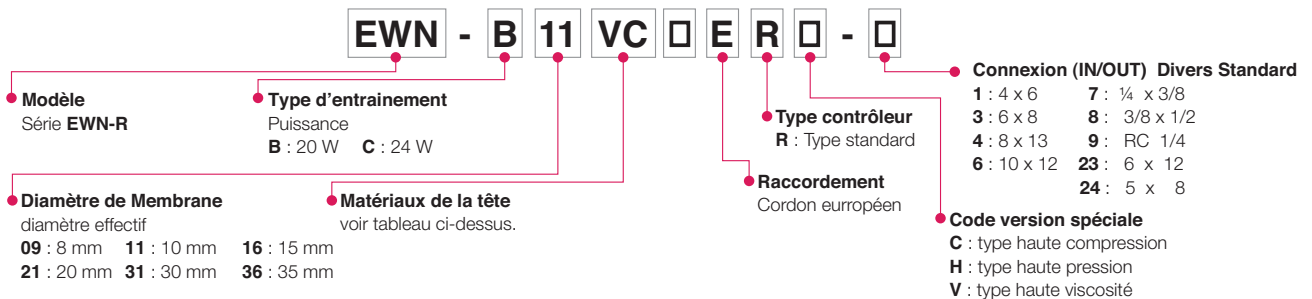 EWN - B 11 VC □ E R □ - □
Modèle
Série EWN-R
Type d'entrainement
Puissance
B : 20 W C : 24 W
Diamètre de Membrane
diamètre effectif
09 : 8 mm 11 : 10 mm 16 : 15 mm
21 : 20 mm 31 : 30 mm 36 : 35 mm
Matériaux de la tête
voir tableau ci-dessus.
Raccordement
Cordon eurropéen
Type contrôleur
R : Type standard
Connexion (IN/OUT) Divers Standard
1 : 4 x 6 7 : ¼ x 3/8
3 : 6 x 8 8 : 3/8 x 1/2
4 : 8 x 13 9 : RC 1/4
6 : 10 x 12 23 : 6 x 12
24 : 5 x 8
Code version spéciale
C : type haute compression
H : type haute pression
V : type haute viscosité